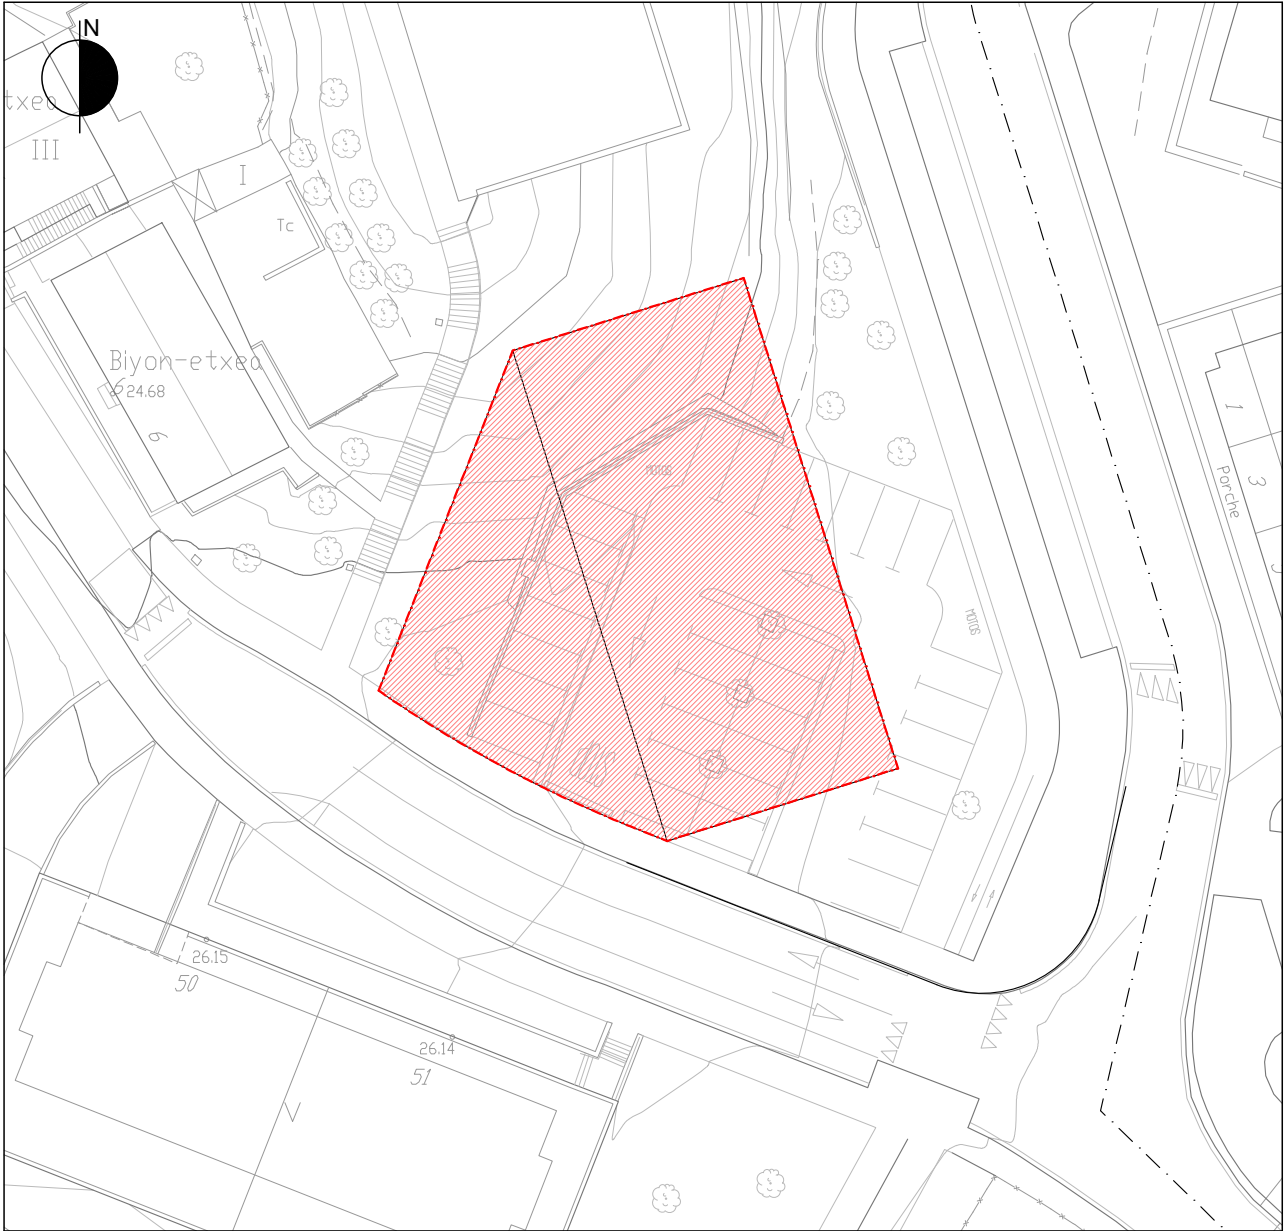 N
txea
III
I
Tc
Biyon-etxea
24.68
6
MOTOS
MOTOS
1
3
Porche
26.15
50
26.14
51
V